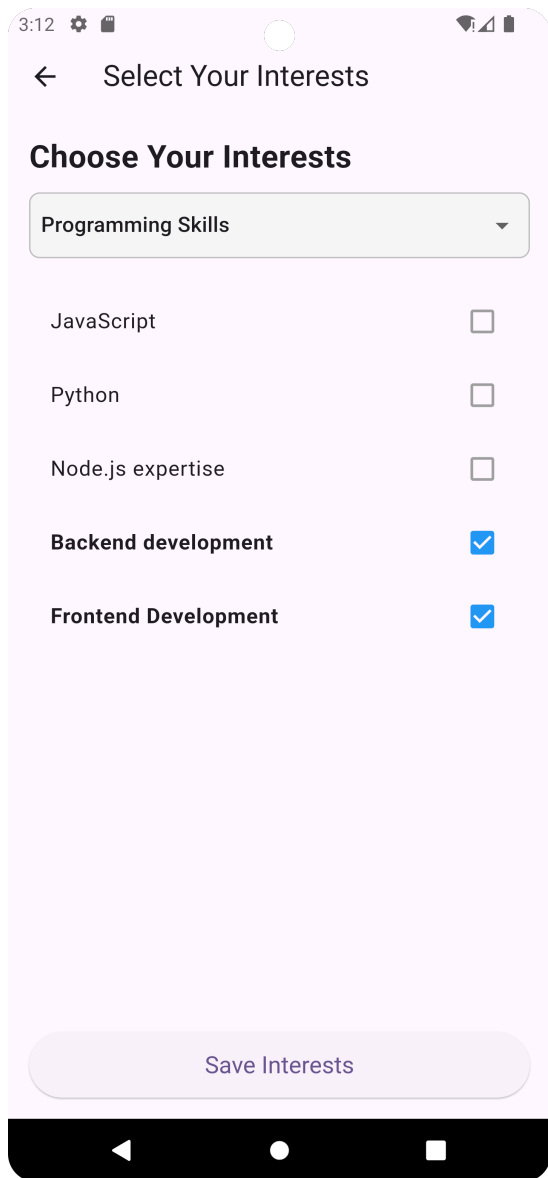 3:12
Select Your Interests
Choose Your Interests
Programming Skills
JavaScript
Python
Node.js expertise
Backend development
Frontend Development
Save Interests